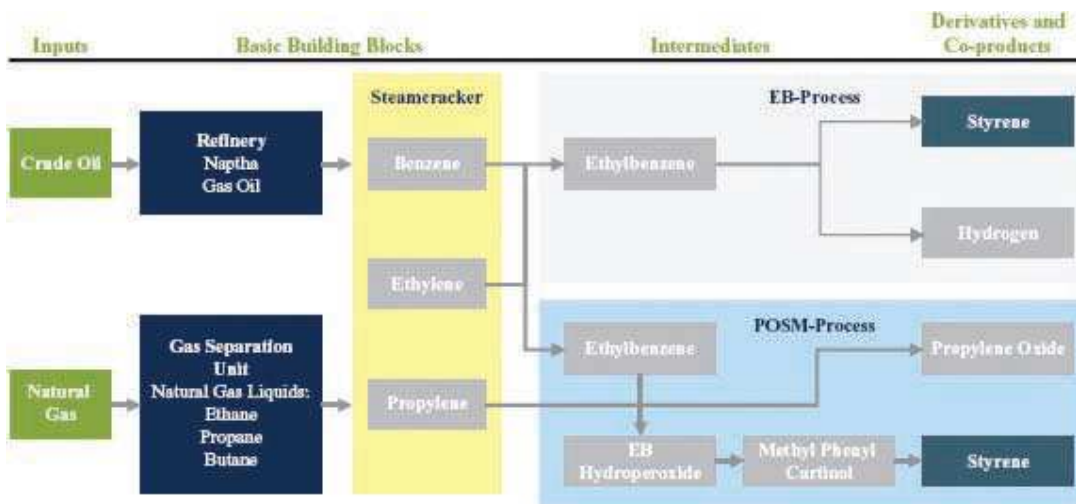 Inputs
Basic Building Blocks
Intermediates
Derivatives and
Co-products
Steamcracker
EB-Process
Crude Oil
Refinery
Naptha
Gas Oil
Benzene
Ethylbenzene
Styrene
Hydrogen
Ethylene
POSM-Process
Natural
Gas
Gas Separation
Unit
Natural Gas Liquids:
Ethane
Propane
Butane
Propylene
Ethylbenzene
Propylene Oxide
EB
Hydroperoxide
Methyl Phenyl
Cartinol
Styrene